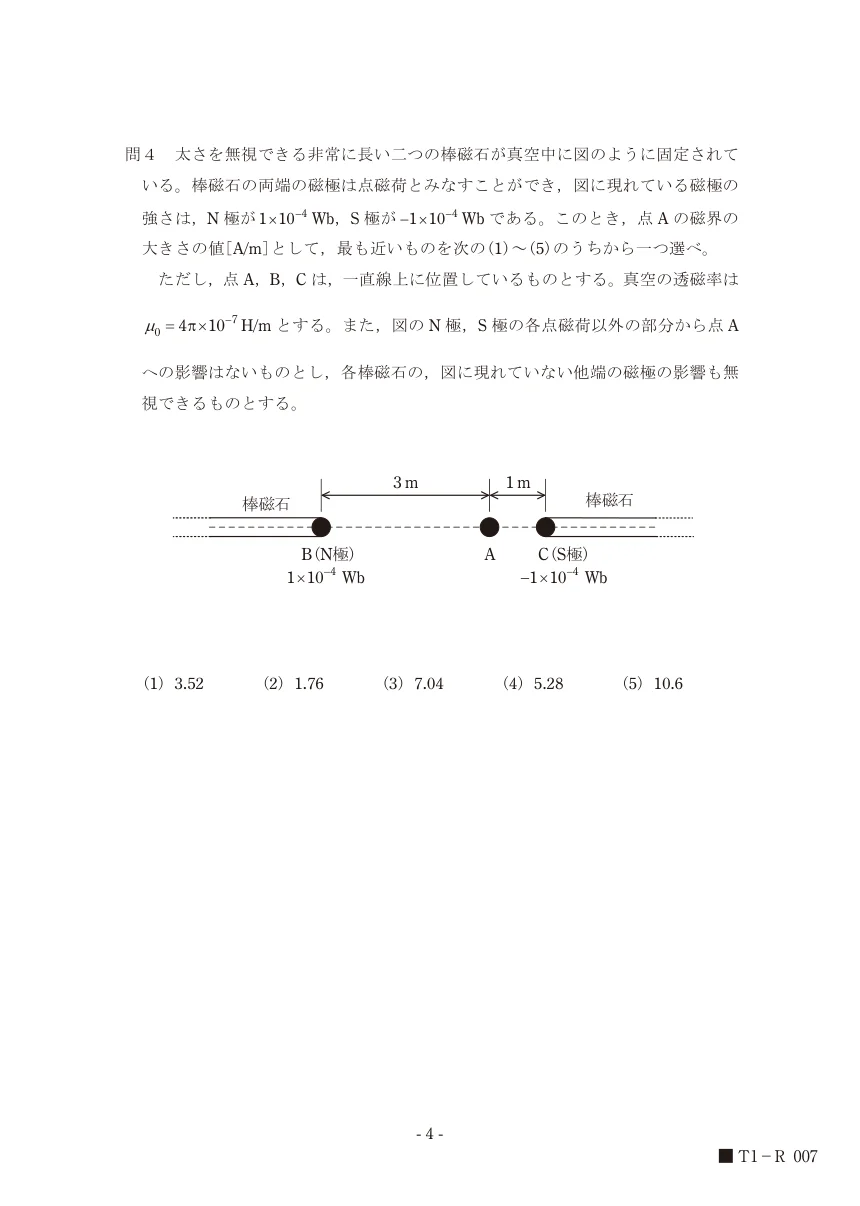 問４　太さを無視できる非常に長い二つの棒磁石が真空中に図のように固定されて
いる。棒磁石の両端の磁極は点磁荷とみなすことができ，図に現れている磁極の
強さは，N 極が 1×10⁻⁴ Wb，S 極が −1×10⁻⁴ Wb である。このとき，点 A の磁界の
大きさの値[A/m]として，最も近いものを次の(1)～(5)のうちから一つ選べ。
ただし，点 A，B，C は，一直線上に位置しているものとする。真空の透磁率は
μ₀ = 4π×10⁻⁷ H/m とする。また，図の N 極，S 極の各点磁荷以外の部分から点 A
への影響はないものとし，各棒磁石の，図に現れていない他端の磁極の影響も無
視できるものとする。
3 m 1 m
棒磁石 棒磁石
B(N極) A C(S極)
1×10⁻⁴ Wb −1×10⁻⁴ Wb
(1) 3.52 (2) 1.76 (3) 7.04 (4) 5.28 (5) 10.6
- 4 -
■ T1－R 007